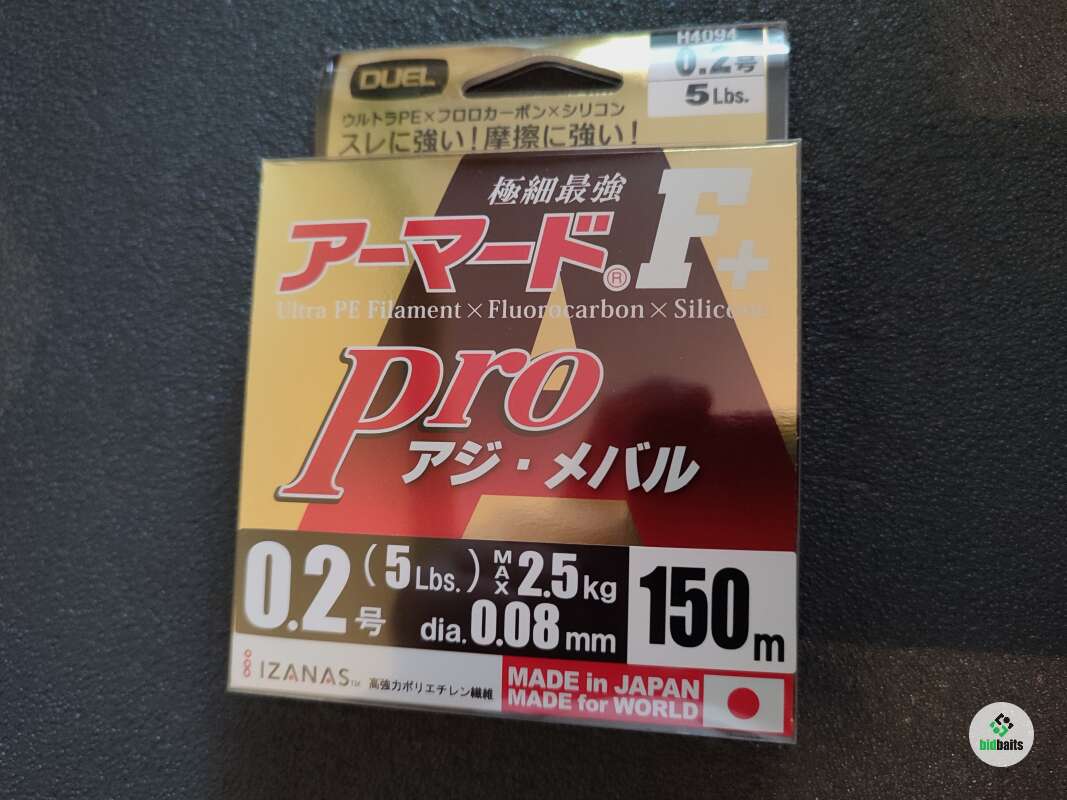 DUEL
H4094
0.2号
5 Lbs.
ウルトラPE×フロロカーボン×シリコン
スレに強い!摩擦に強い!
極細最強
アーマード® F+
Ultra PE Filament×Fluorocarbon×Silicone
Pro
アジ・メバル
0.2号 (5Lbs.) MAX 2.5kg
dia. 0.08mm
150m
IZANAS™ 高強力ポリエチレン繊維
MADE in JAPAN
MADE for WORLD
bidbaits